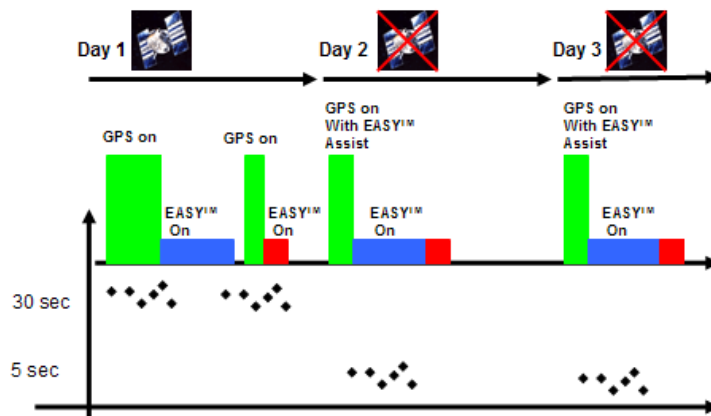 Day 1
Day 2
Day 3
GPS on
GPS on
GPS on
With EASY™
Assist
GPS on
With EASY™
Assist
EASY™
On
EASY™
On
EASY™
On
EASY™
On
30 sec
5 sec